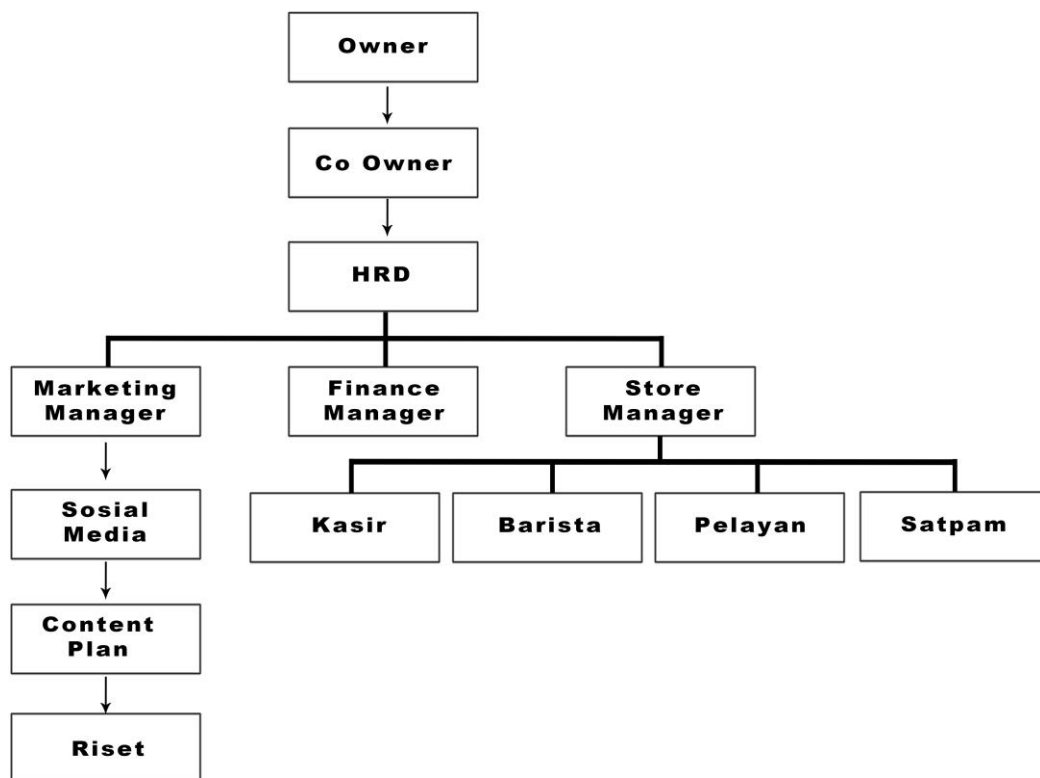 Owner
Co Owner
HRD
Marketing
Manager
Finance
Manager
Store
Manager
Sosial
Media
Kasir
Barista
Pelayan
Satpam
Content
Plan
Riset